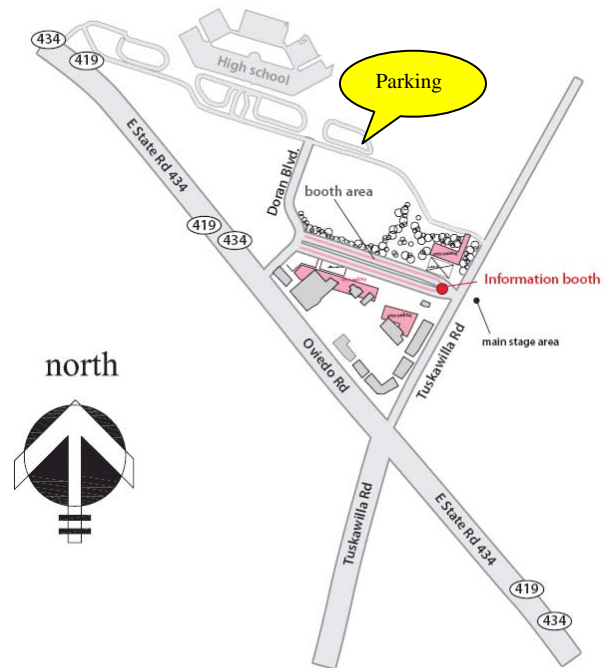 434
419
High school
Parking
E State Rd 434
Doran Blvd.
booth area
419
434
Information booth
main stage area
Oviedo Rd
Tuskawilla Rd
north
Tuskawilla Rd
E State Rd 434
419
434